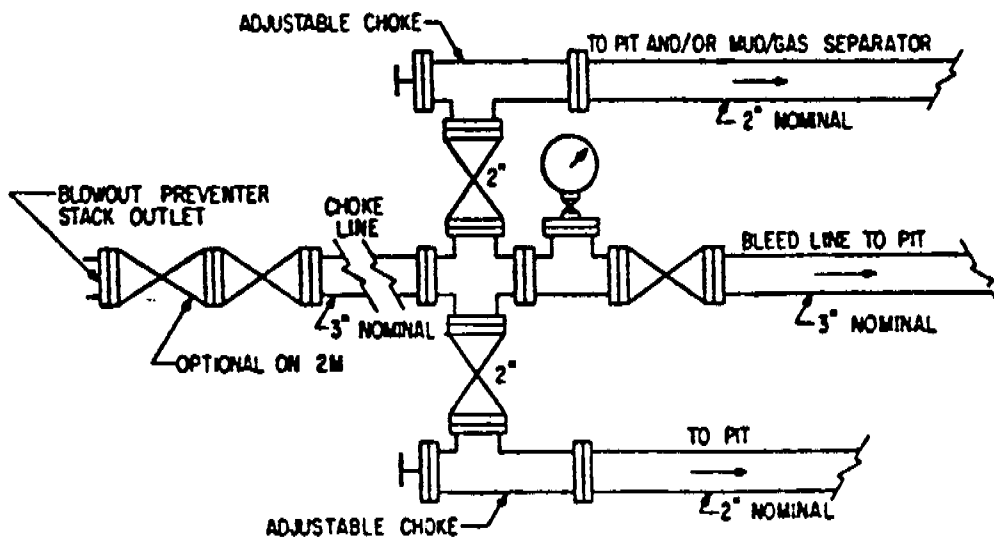 ADJUSTABLE CHOKE
TO PIT AND/OR MUD/GAS SEPARATOR
2" NOMINAL
2"
BLOWOUT PREVENTER
STACK OUTLET
CHOKE
LINE
BLEED LINE TO PIT
3" NOMINAL
3" NOMINAL
OPTIONAL ON 2M
2"
TO PIT
2" NOMINAL
ADJUSTABLE CHOKE